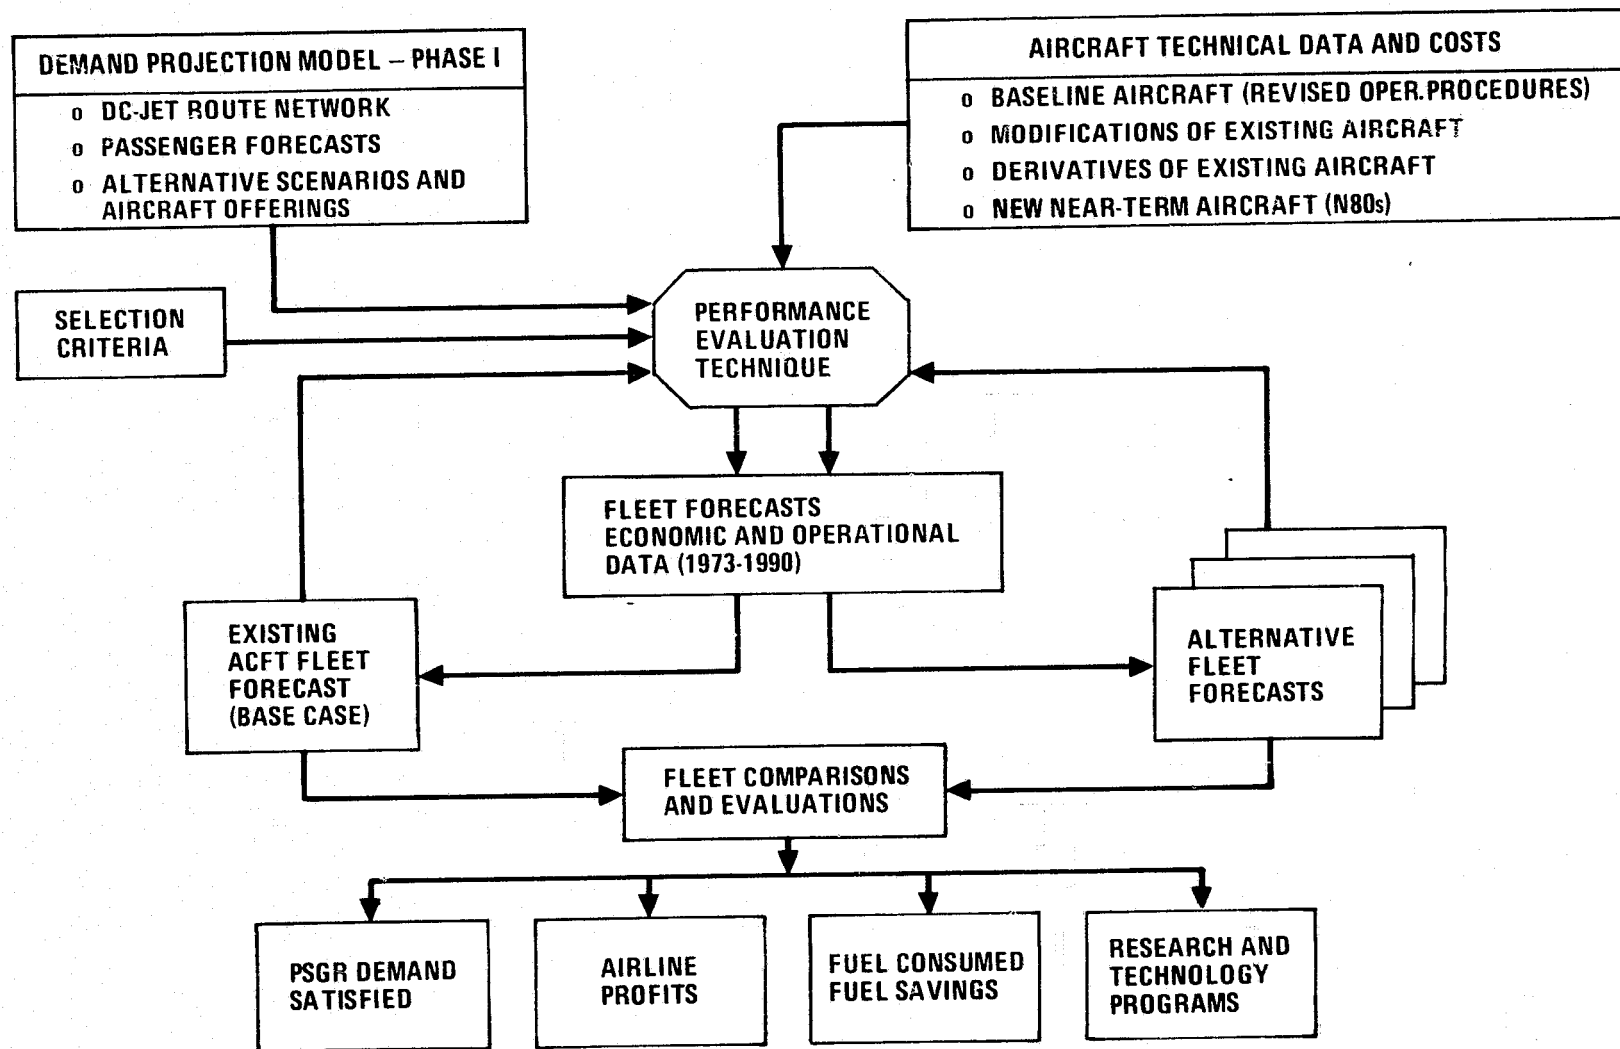 DEMAND PROJECTION MODEL – PHASE I
o DC-JET ROUTE NETWORK
o PASSENGER FORECASTS
o ALTERNATIVE SCENARIOS AND
AIRCRAFT OFFERINGS
AIRCRAFT TECHNICAL DATA AND COSTS
o BASELINE AIRCRAFT (REVISED OPER.PROCEDURES)
o MODIFICATIONS OF EXISTING AIRCRAFT
o DERIVATIVES OF EXISTING AIRCRAFT
o NEW NEAR-TERM AIRCRAFT (N80s)
SELECTION
CRITERIA
PERFORMANCE
EVALUATION
TECHNIQUE
FLEET FORECASTS
ECONOMIC AND OPERATIONAL
DATA (1973-1990)
EXISTING
ACFT FLEET
FORECAST
(BASE CASE)
ALTERNATIVE
FLEET
FORECASTS
FLEET COMPARISONS
AND EVALUATIONS
PSGR DEMAND
SATISFIED
AIRLINE
PROFITS
FUEL CONSUMED
FUEL SAVINGS
RESEARCH AND
TECHNOLOGY
PROGRAMS